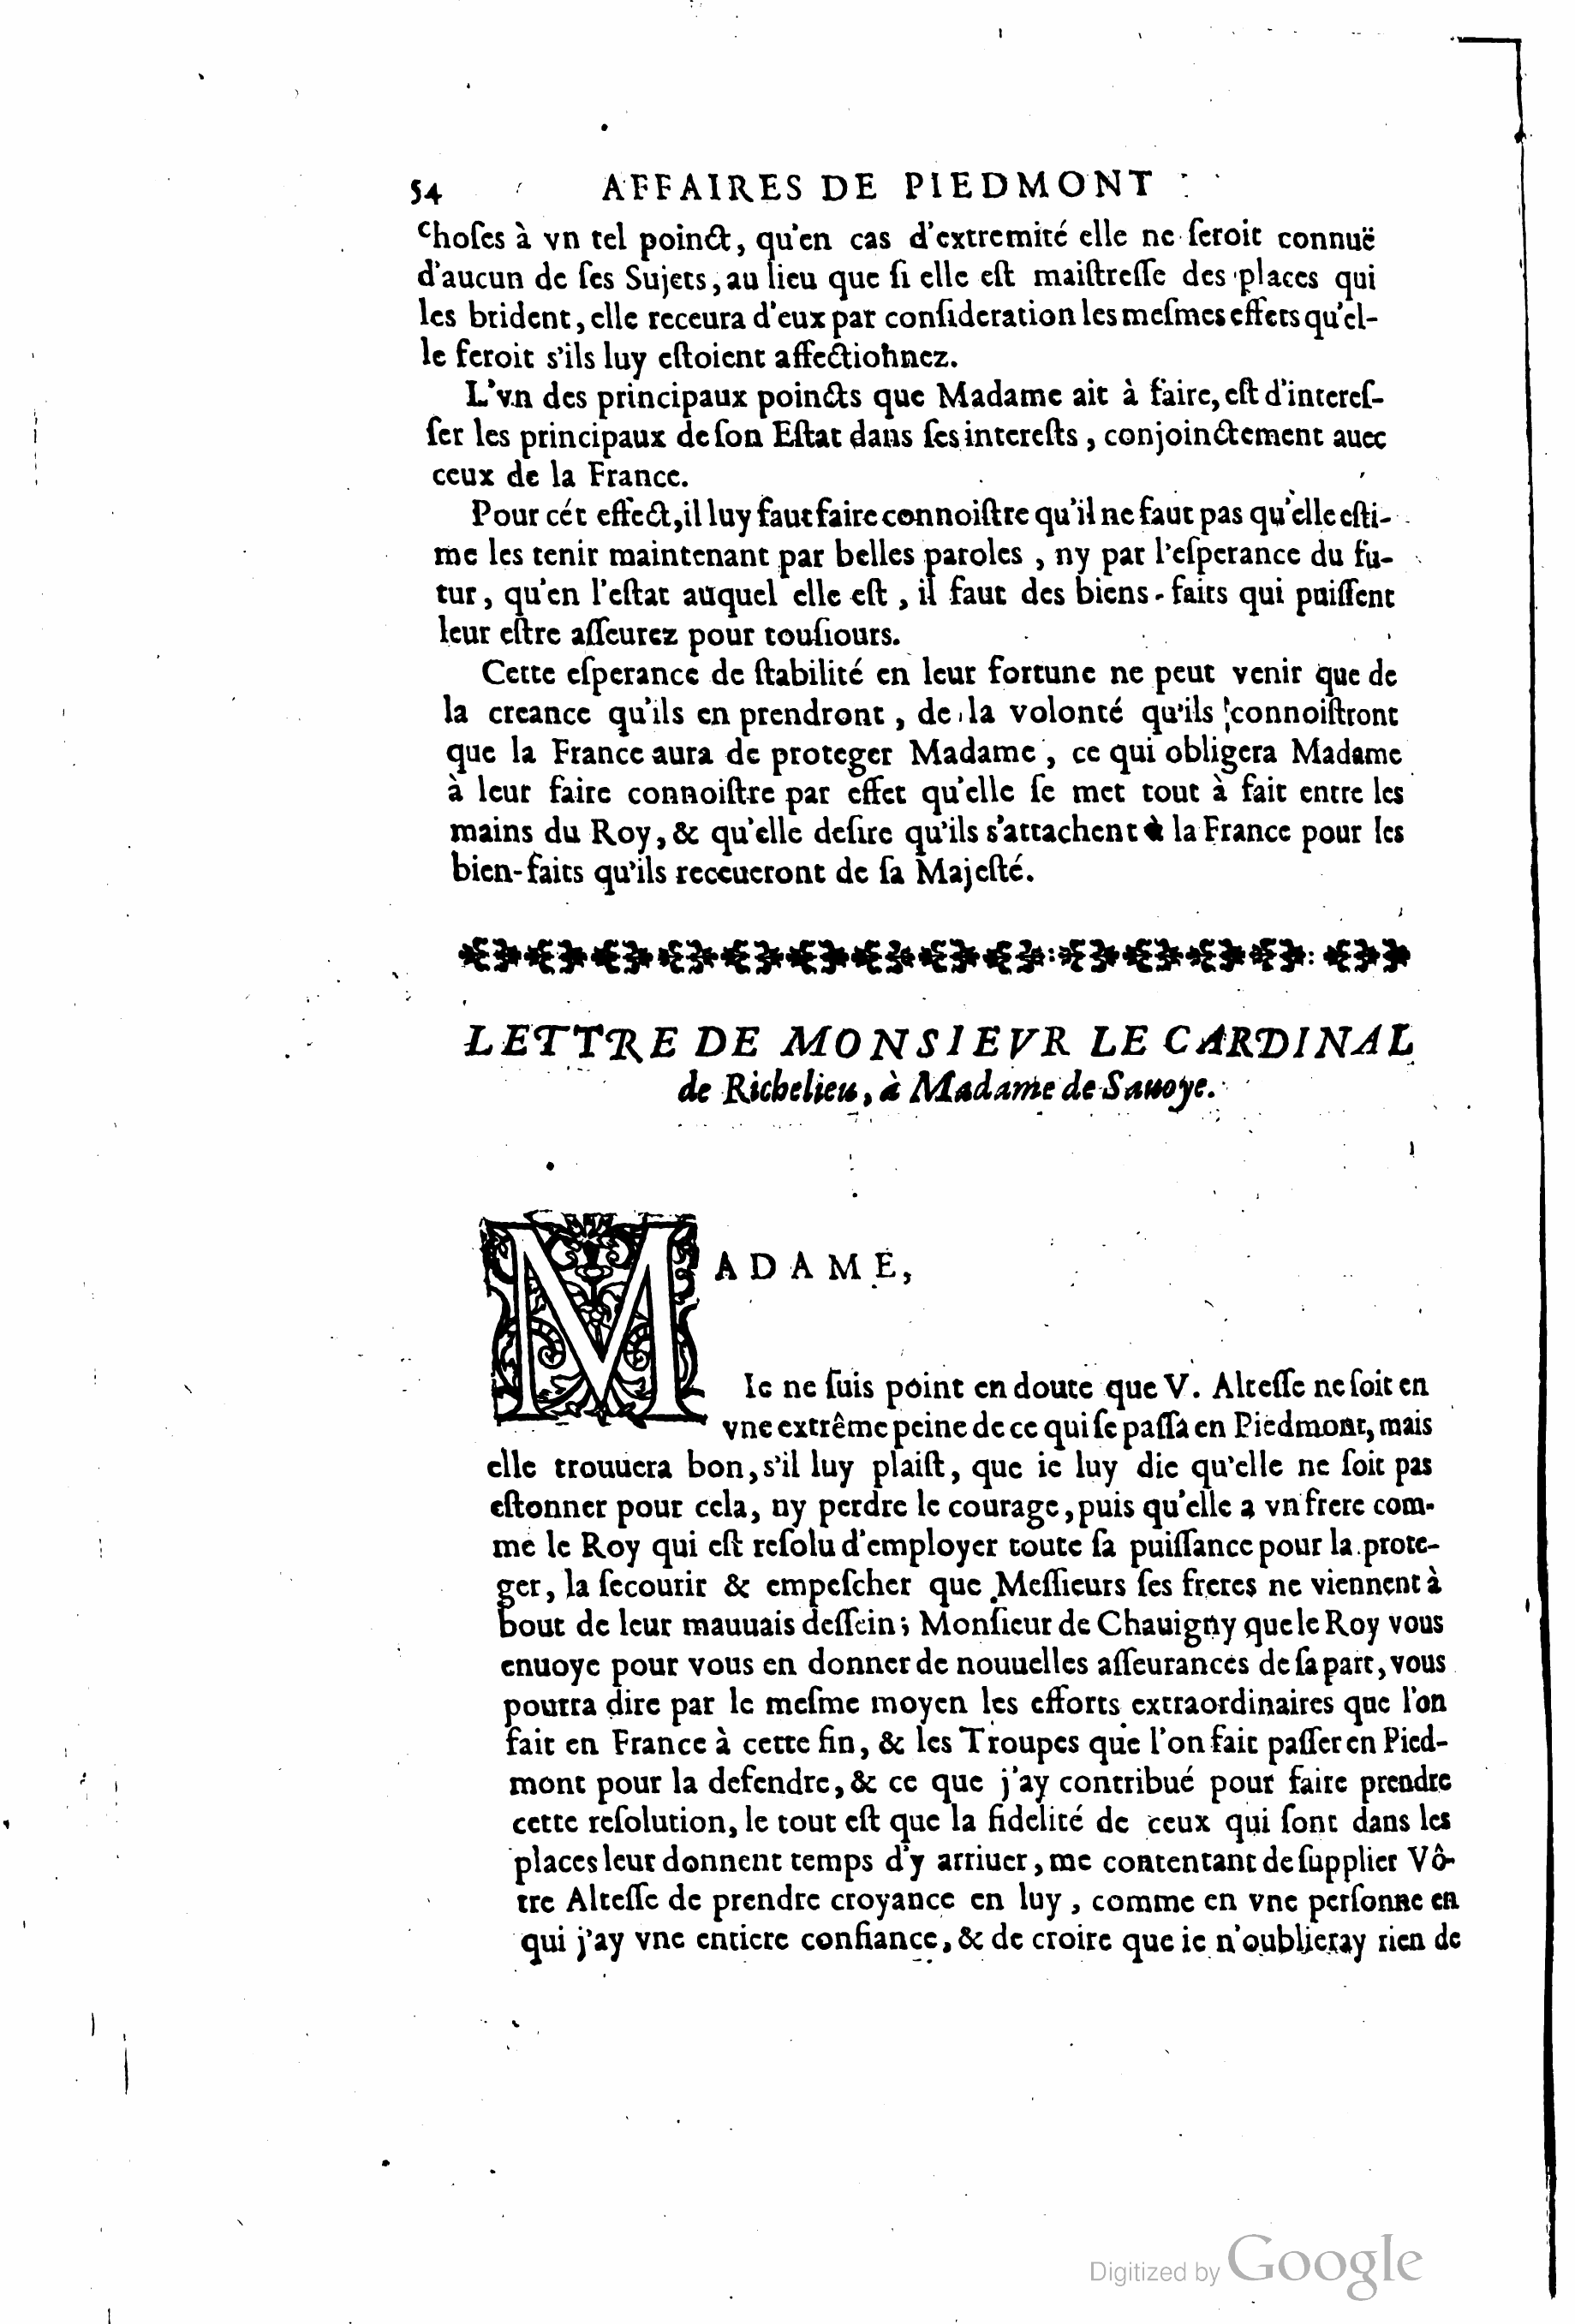 54 AFFAIRES DE PIEDMONT
choſes à vn tel poinct, qu'en cas d'extremité elle ne ſeroit connuë
d'aucun de ſes Sujets, au lieu que ſi elle eſt maiſtreſſe des places qui
les brident, elle receura d'eux par conſideration les meſmes effets qu'el-
le feroit s'ils luy eſtoient affectionnez.
L'vn des principaux poincts que Madame ait à faire, eſt d'intereſ-
ſer les principaux de ſon Eſtat dans ſes intereſts, conjoinctement auec
ceux de la France.
Pour cét effect, il luy faut faire connoiſtre qu'il ne faut pas qu'elle eſti-
me les tenir maintenant par belles paroles, ny par l'eſperance du fu-
tur, qu'en l'eſtat auquel elle eſt, il faut des biens-faits qui puiſſent
leur eſtre aſſeurez pour touſiours.
Cette eſperance de ſtabilité en leur fortune ne peut venir que de
la creance qu'ils en prendront, de la volonté qu'ils connoiſtront
que la France aura de proteger Madame, ce qui obligera Madame
à leur faire connoiſtre par effet qu'elle ſe met tout à fait entre les
mains du Roy, & qu'elle deſire qu'ils s'attachent à la France pour les
bien-faits qu'ils receueront de ſa Majeſté.
LETTRE DE MONSIEVR LE CARDINAL
de Richelieu, à Madame de Sauoye.
MADAME,
Ie ne ſuis point en doute que V. Alteſſe ne ſoit en
vne extrême peine de ce qui ſe paſſa en Piedmont, mais
elle trouuera bon, s'il luy plaiſt, que ie luy die qu'elle ne ſoit pas
eſtonner pour cela, ny perdre le courage, puis qu'elle a vn frere com-
me le Roy qui eſt reſolu d'employer toute ſa puiſſance pour la prote-
ger, la ſecourir & empeſcher que Meſſieurs ſes freres ne viennent à
bout de leur mauuais deſſein; Monſieur de Chauigny que le Roy vous
enuoye pour vous en donner de nouuelles aſſeurances de ſa part, vous
pourra dire par le meſme moyen les efforts extraordinaires que l'on
fait en France à cette fin, & les Troupes que l'on fait paſſer en Pied-
mont pour la defendre, & ce que j'ay contribué pour faire prendre
cette reſolution, le tout eſt que la fidelité de ceux qui ſont dans les
places leur donnent temps d'y arriuer, me contentant de ſupplier Vô-
tre Alteſſe de prendre croyance en luy, comme en vne perſonne en
qui j'ay vne entiere confiance, & de croire que ie n'oublieray rien de
Digitized by Google